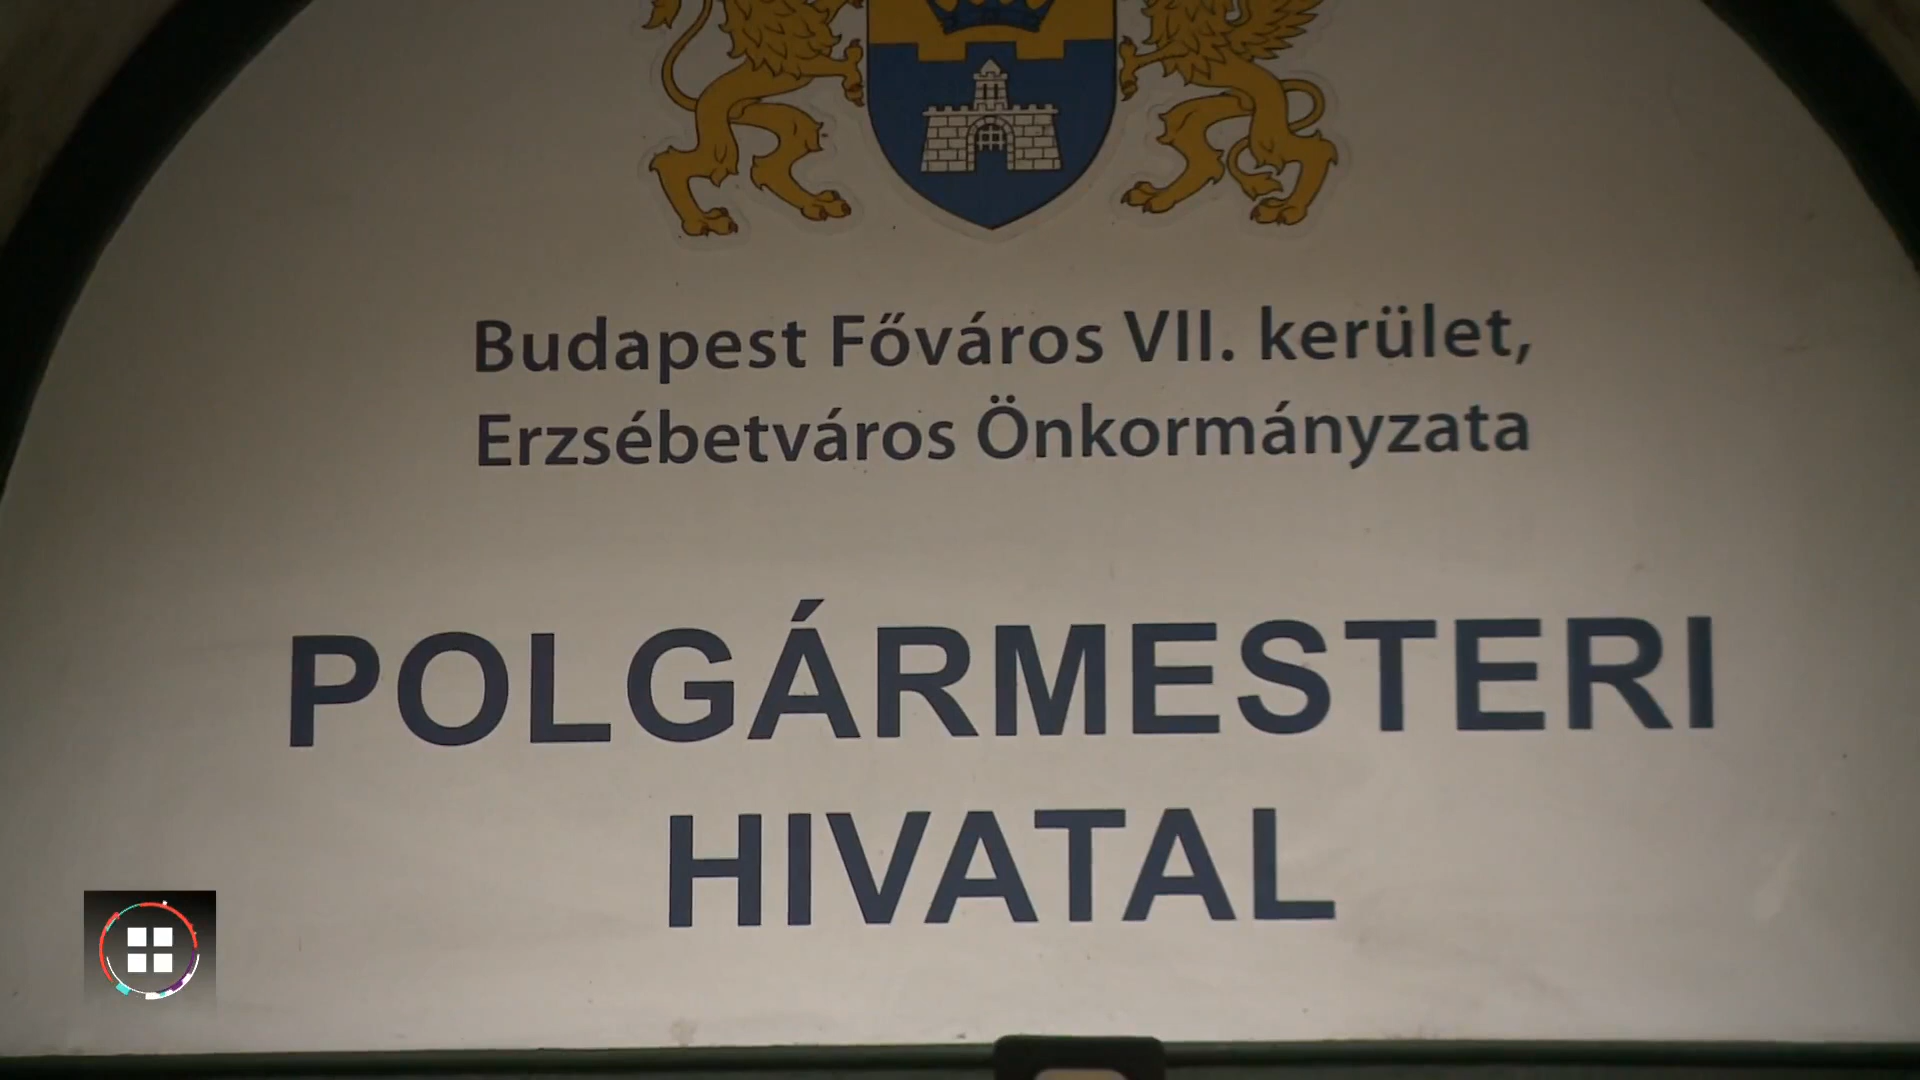 Budapest Főváros VII. kerület,
Erzsébetváros Önkormányzata
POLGÁRMESTERI
HIVATAL